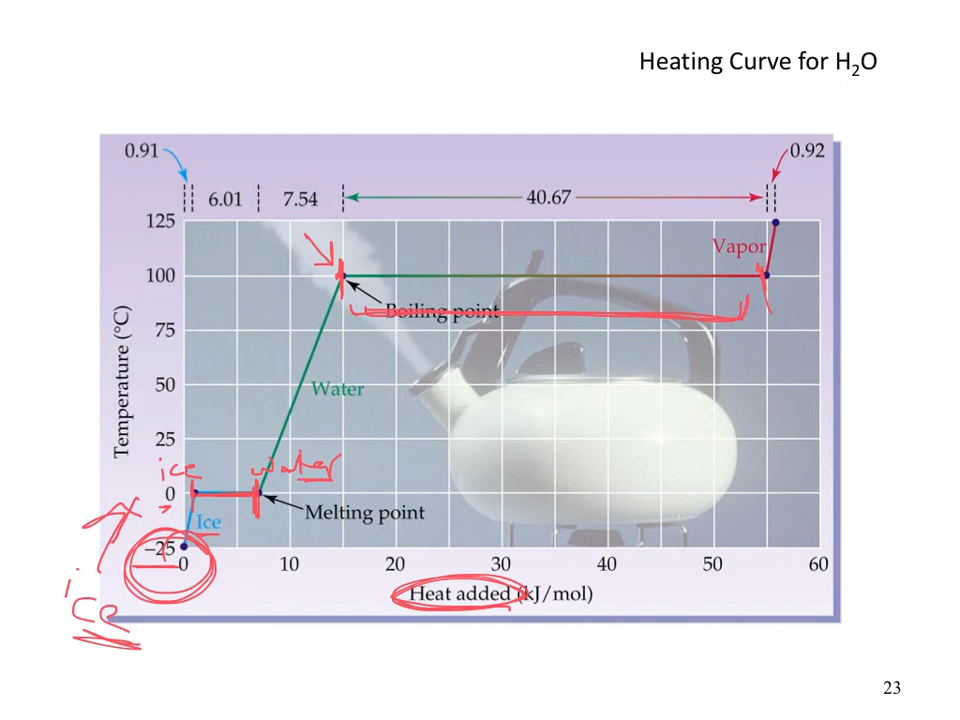 Heating Curve for H₂O
0.91
0.92
6.01
7.54
40.67
125
100
75
50
25
0
–25
Temperature (°C)
Vapor
Boiling point
Water
ice
water
Melting point
Ice
ice
0
10
20
30
40
50
60
Heat added (kJ/mol)
23